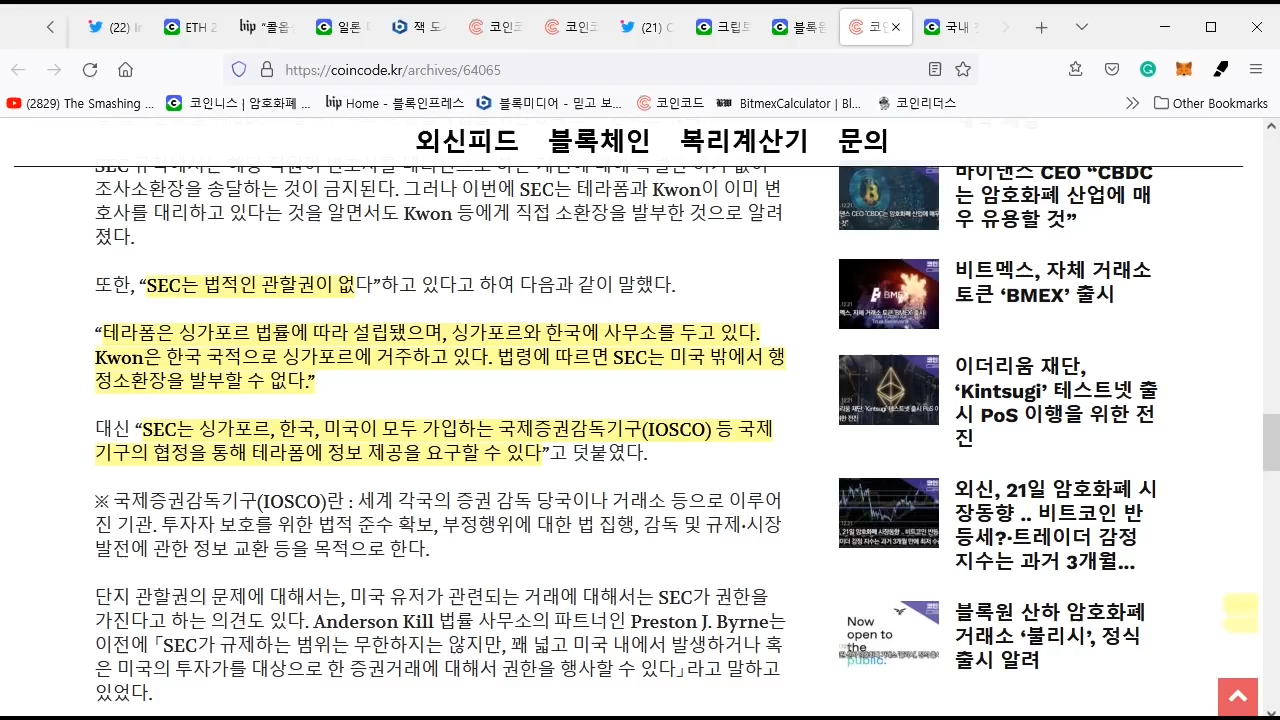 (22)
ETH 2
"콜옵
일론
잭 도
코인코
코인코
(21)
크립트
블록원
코인
국내
https://coincode.kr/archives/64065
(2829) The Smashing ...
코인니스 | 암호화폐 ...
Home - 블록인프레스
블록미디어 - 믿고 보...
코인코드
BitmexCalculator | Bl...
코인리더스
Other Bookmarks
외신피드 블록체인 복리계산기 문의
조사소환장을 송달하는 것이 금지된다. 그러나 이번에 SEC는 테라폼과 Kwon이 이미 변
호사를 대리하고 있다는 것을 알면서도 Kwon 등에게 직접 소환장을 발부한 것으로 알려
졌다.
또한, “SEC는 법적인 관할권이 없다”하고 있다고 하여 다음과 같이 말했다.
“테라폼은 싱가포르 법률에 따라 설립됐으며, 싱가포르와 한국에 사무소를 두고 있다.
Kwon은 한국 국적으로 싱가포르에 거주하고 있다. 법령에 따르면 SEC는 미국 밖에서 행
정소환장을 발부할 수 없다.”
대신 “SEC는 싱가포르, 한국, 미국이 모두 가입하는 국제증권감독기구(IOSCO) 등 국제
기구의 협정을 통해 테라폼에 정보 제공을 요구할 수 있다”고 덧붙였다.
※ 국제증권감독기구(IOSCO)란 : 세계 각국의 증권 감독 당국이나 거래소 등으로 이루어
진 기관. 투자자 보호를 위한 법적 준수 확보, 부정행위에 대한 법 집행, 감독 및 규제·시장
발전에 관한 정보 교환 등을 목적으로 한다.
단지 관할권의 문제에 대해서는, 미국 유저가 관련되는 거래에 대해서는 SEC가 권한을
가진다고 하는 의견도 있다. Anderson Kill 법률 사무소의 파트너인 Preston J. Byrne는
이전에 「SEC가 규제하는 범위는 무한하지는 않지만, 꽤 넓고 미국 내에서 발생하거나 혹
은 미국의 투자가를 대상으로 한 증권거래에 대해서 권한을 행사할 수 있다」라고 말하고
있었다.
바이낸스 CEO “CBDC
는 암호화폐 산업에 매
우 유용할 것”
비트멕스, 자체 거래소
토큰 ‘BMEX’ 출시
이더리움 재단,
‘Kintsugi’ 테스트넷 출
시 PoS 이행을 위한 전
진
외신, 21일 암호화폐 시
장동향 .. 비트코인 반
등세?·트레이더 감정
지수는 과거 3개월...
Now
open to
the
public.
블록원 산하 암호화폐
거래소 ‘불리시’, 정식
출시 알려